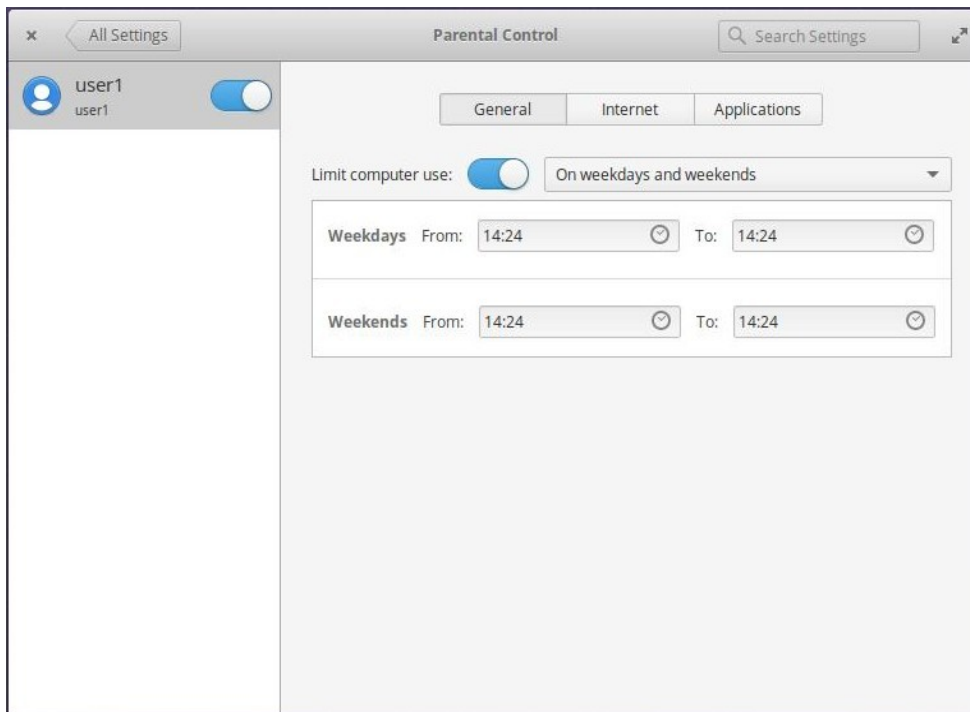 All Settings Parental Control Search Settings
user1
user1
General Internet Applications
Limit computer use: On weekdays and weekends
Weekdays From: 14:24 To: 14:24
Weekends From: 14:24 To: 14:24